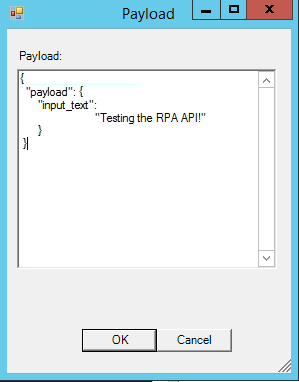 Payload
Payload:
{
"payload": {
"input_text":
"Testing the RPA API!"
}
}
OK
Cancel